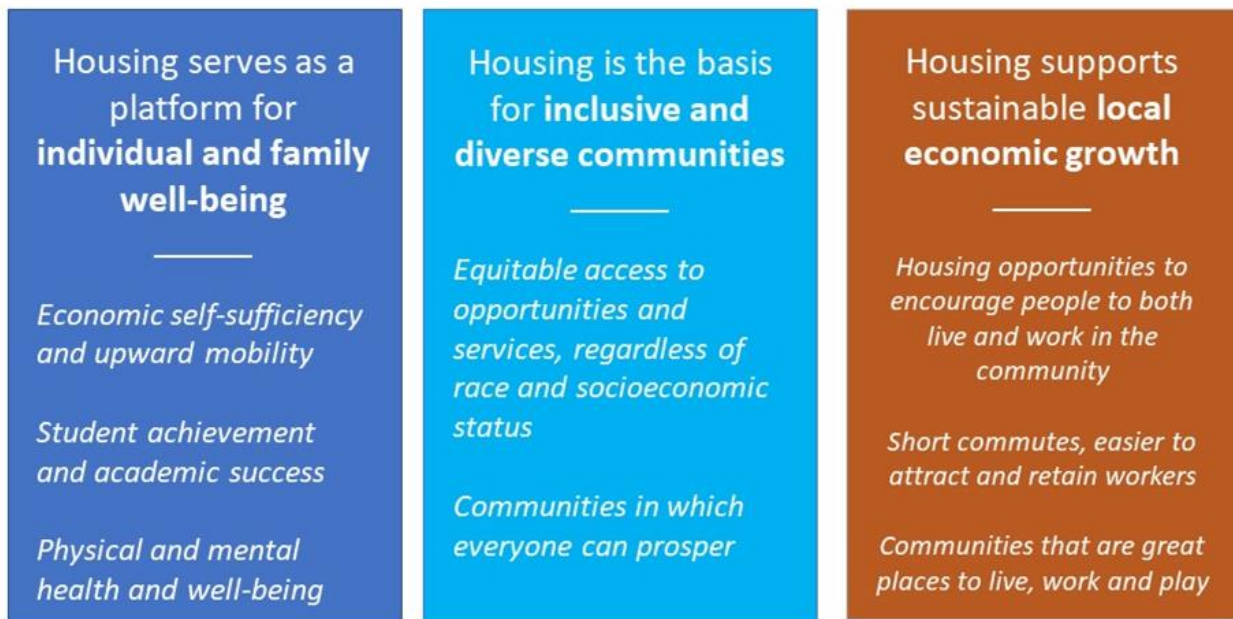 Housing serves as a
platform for
individual and family
well-being
Economic self-sufficiency
and upward mobility
Student achievement
and academic success
Physical and mental
health and well-being
Housing is the basis
for inclusive and
diverse communities
Equitable access to
opportunities and
services, regardless of
race and socioeconomic
status
Communities in which
everyone can prosper
Housing supports
sustainable local
economic growth
Housing opportunities to
encourage people to both
live and work in the
community
Short commutes, easier to
attract and retain workers
Communities that are great
places to live, work and play